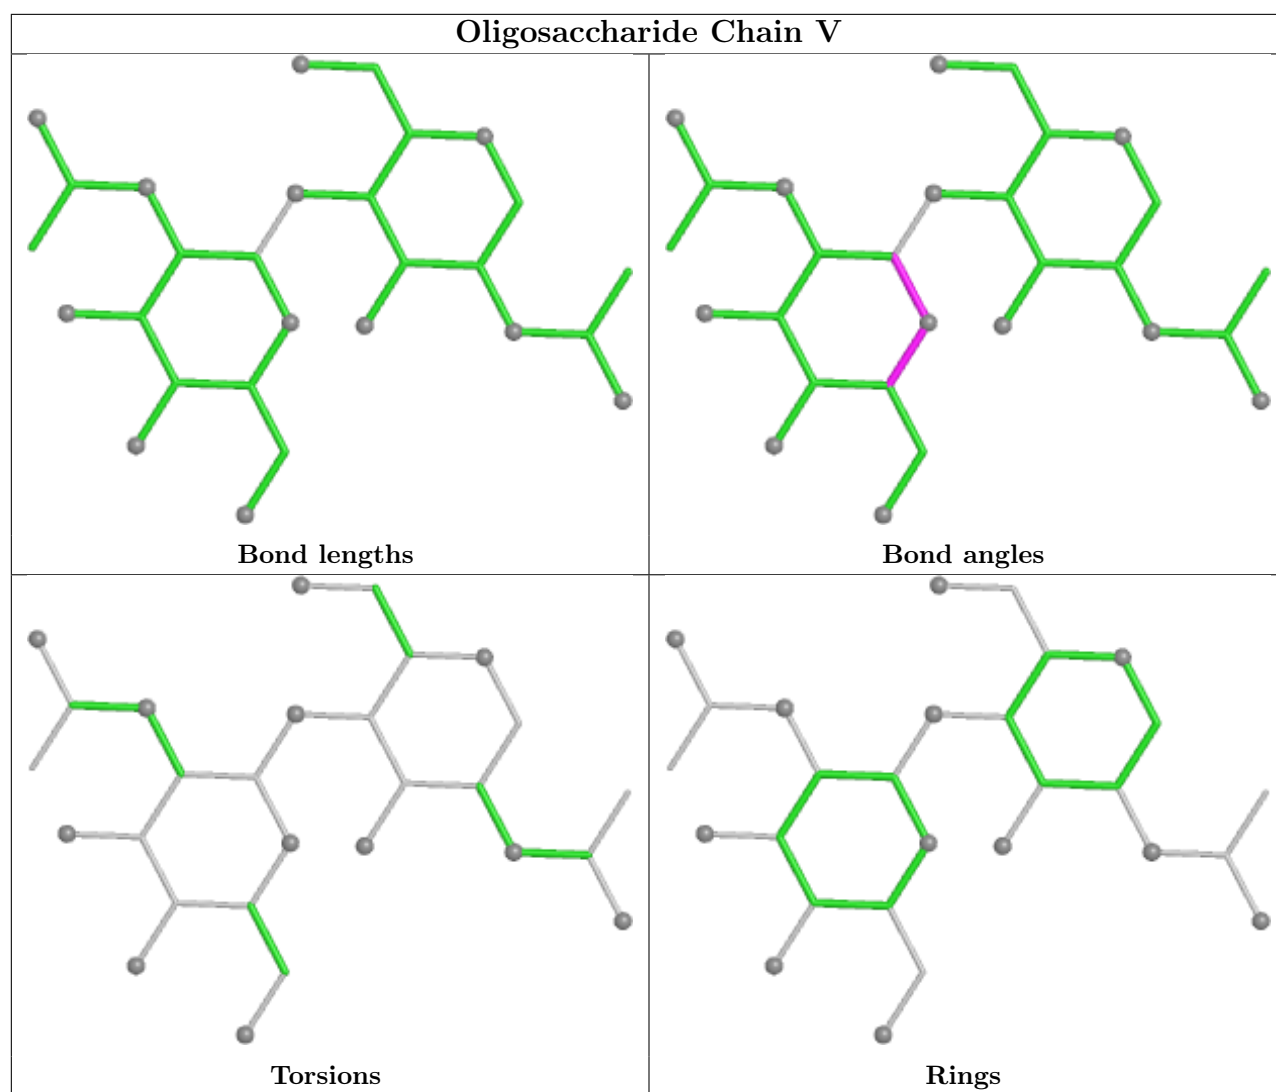 Oligosaccharide Chain V
Bond lengths
Bond angles
Torsions
Rings